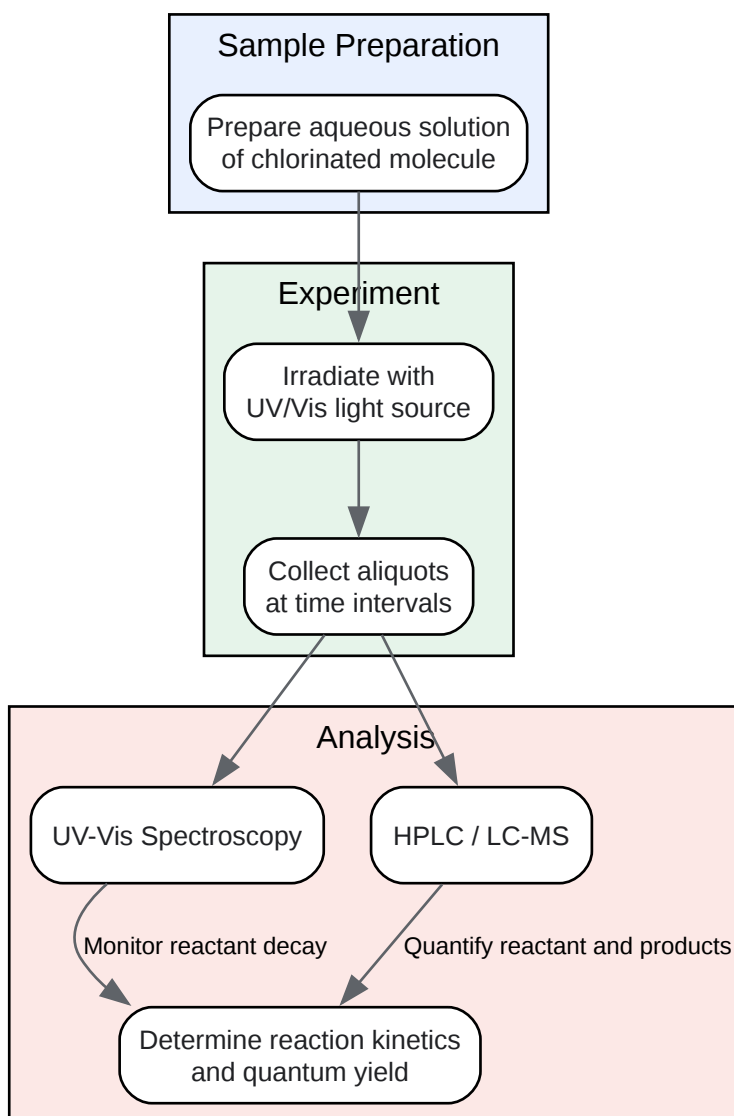 Sample Preparation
Prepare aqueous solution
of chlorinated molecule
Experiment
Irradiate with
UV/Vis light source
Collect aliquots
at time intervals
Analysis
UV-Vis Spectroscopy
HPLC / LC-MS
Monitor reactant decay
Quantify reactant and products
Determine reaction kinetics
and quantum yield